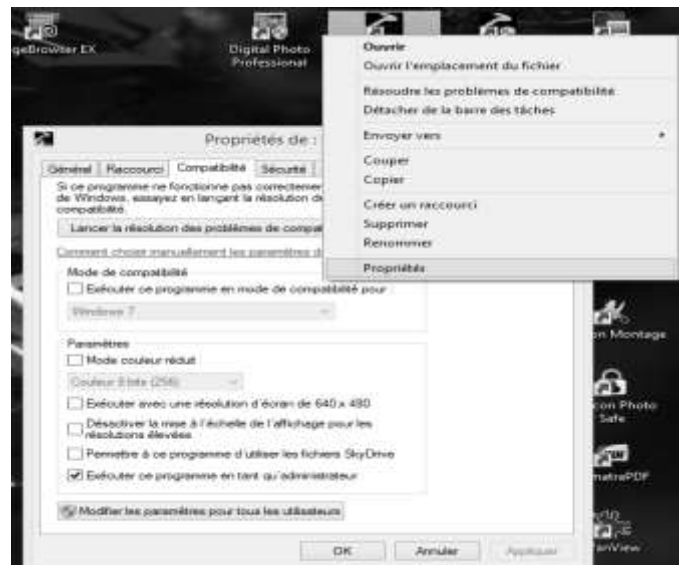 geBrowser EX
Digital Photo
Professional
Ouvrir
Ouvrir l'emplacement du fichier
Résoudre les problèmes de compatibilité
Détacher de la barre des tâches
Envoyer vers
Couper
Copier
Créer un raccourci
Supprimer
Renommer
Propriétés
Propriétés de :
Général Raccourci Compatibilité Sécurité
Si ce programme ne fonctionne pas correctemen
de Windows, essayez en lançant la résolution de
compatibilité.
Lancer la résolution des problèmes de compat
Comment choisir manuellement les paramètres d
Mode de compatibilité
Exécuter ce programme en mode de compatibilité pour :
Windows 7
Paramètres
Mode couleur réduit
Couleur 8 bits (256)
Exécuter avec une résolution d'écran de 640 x 480
Désactiver la mise à l'échelle de l'affichage pour les
résolutions élevées
Permettre à ce programme d'utiliser les fichiers SkyDrive
Exécuter ce programme en tant qu'administrateur
Modifier les paramètres pour tous les utilisateurs
OK Annuler Appliquer
on Montage
con Photo
Safe
matraPDF
anView